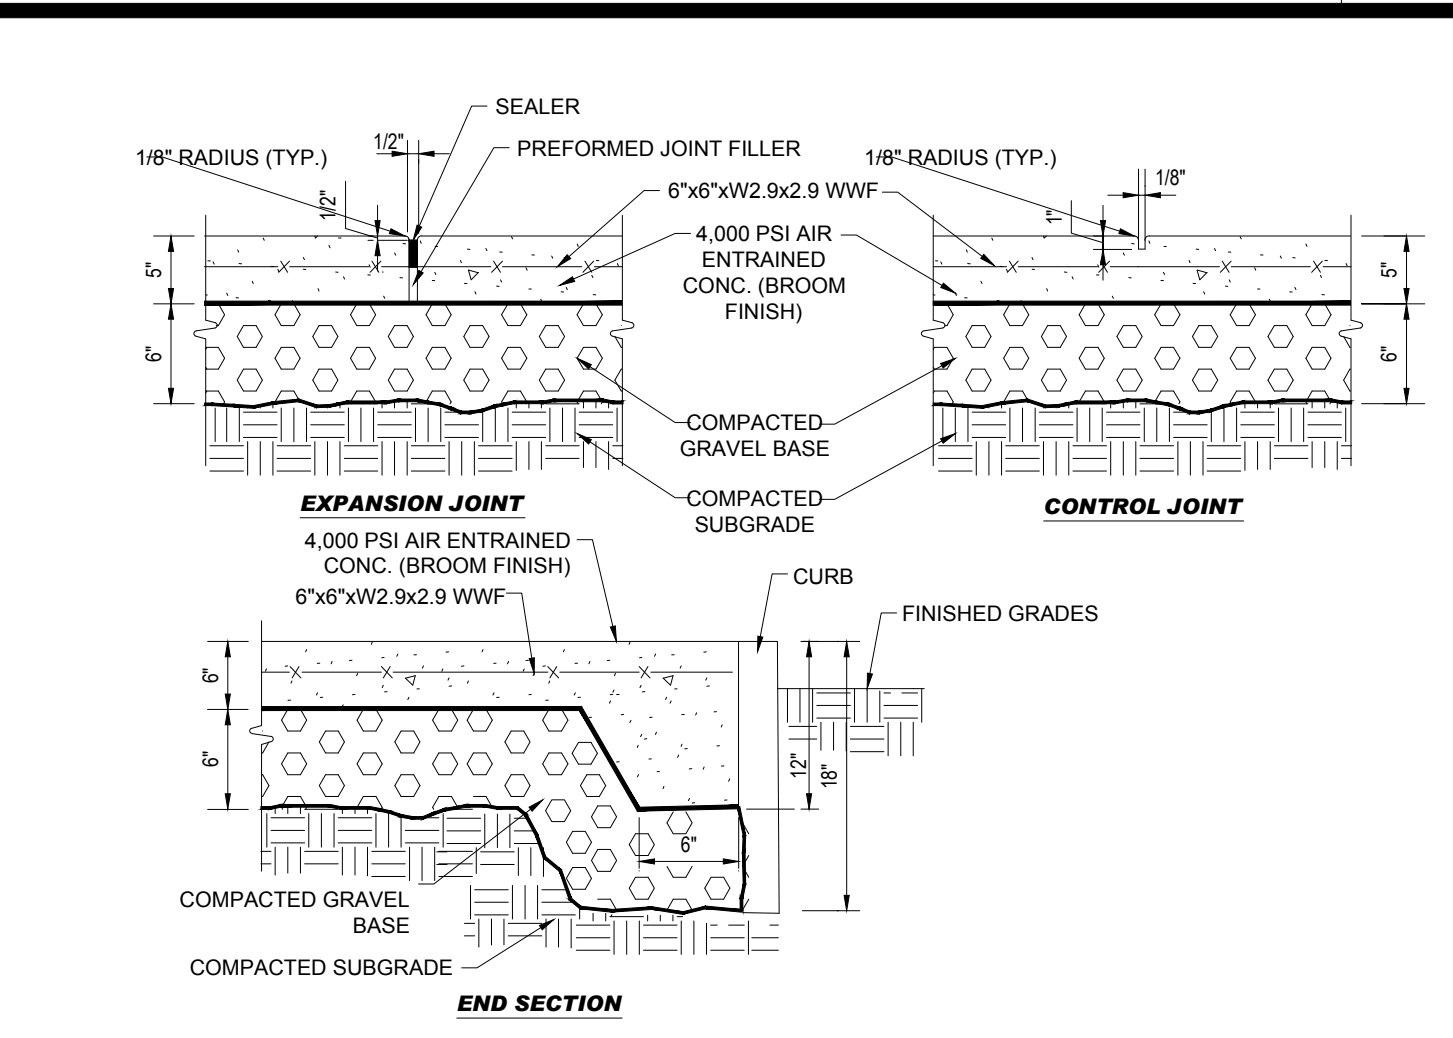 SEALER
1/2"
PREFORMED JOINT FILLER
1/8" RADIUS (TYP.)
1/2"
6"x6"xW2.9x2.9 WWF
4,000 PSI AIR
ENTRAINED
CONC. (BROOM
FINISH)
5"
6"
COMPACTED
GRAVEL BASE
COMPACTED
SUBGRADE
EXPANSION JOINT
1/8" RADIUS (TYP.)
1/8"
1"
5"
6"
CONTROL JOINT
4,000 PSI AIR ENTRAINED
CONC. (BROOM FINISH)
6"x6"xW2.9x2.9 WWF
CURB
FINISHED GRADES
6"
6"
12"
18"
6"
COMPACTED GRAVEL
BASE
COMPACTED SUBGRADE
END SECTION